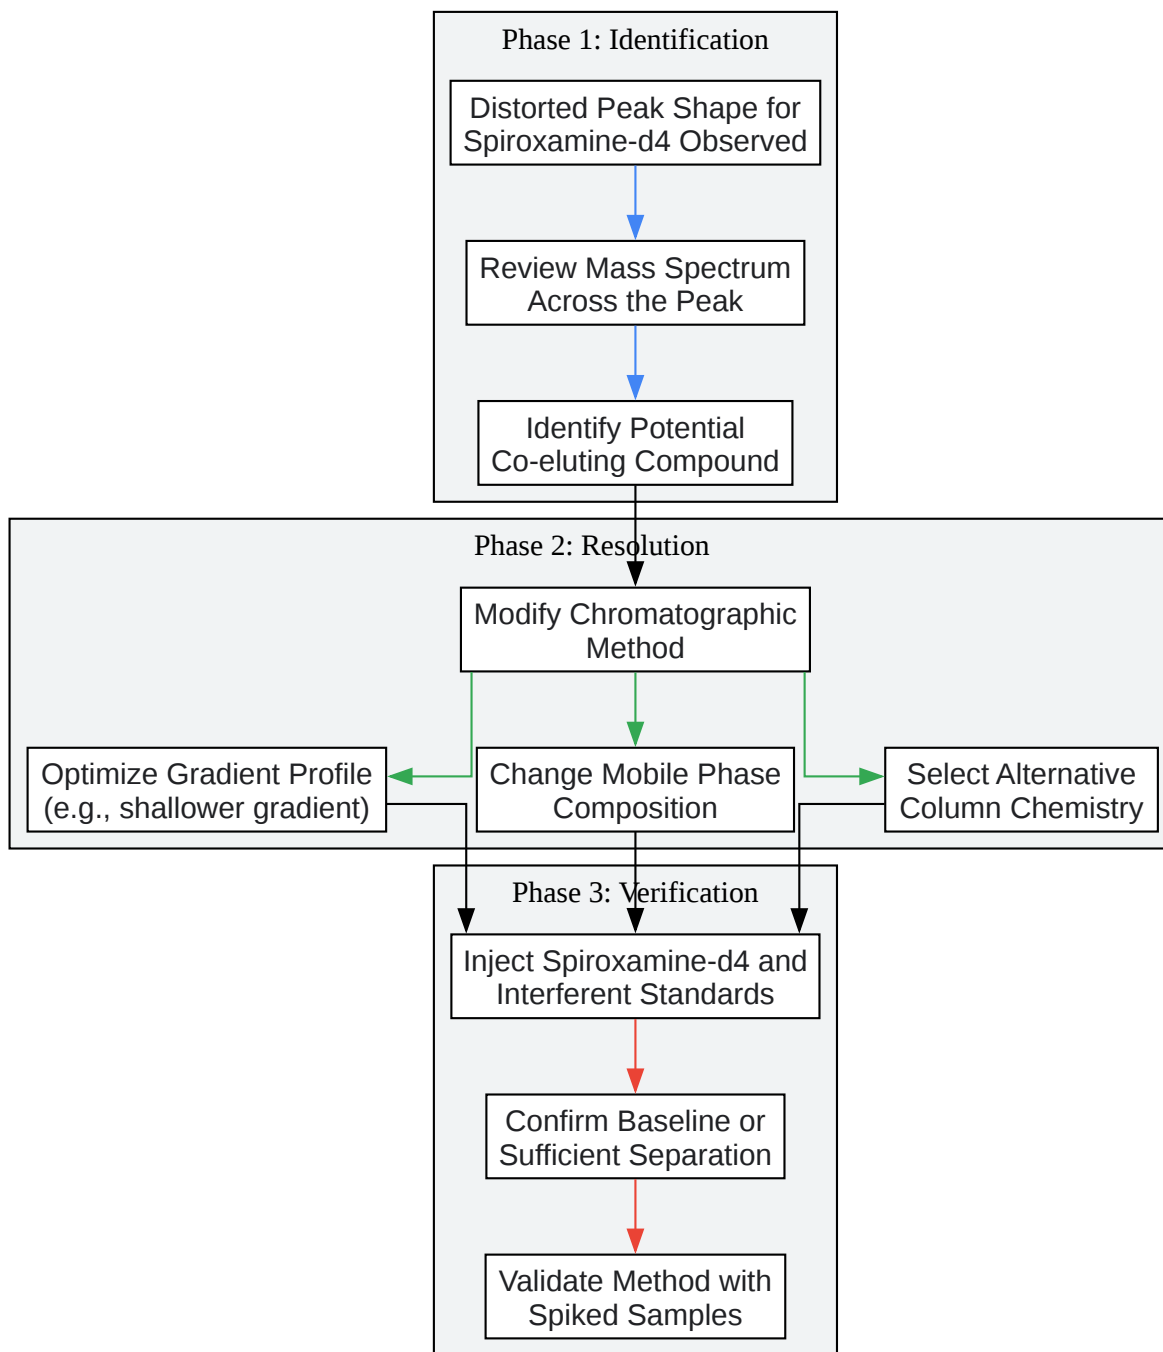 Phase 1: Identification
Distorted Peak Shape for
Spiroxamine-d4 Observed
Review Mass Spectrum
Across the Peak
Identify Potential
Co-eluting Compound
Phase 2: Resolution
Modify Chromatographic
Method
Optimize Gradient Profile
(e.g., shallower gradient)
Change Mobile Phase
Composition
Select Alternative
Column Chemistry
Phase 3: Verification
Inject Spiroxamine-d4 and
Interferent Standards
Confirm Baseline or
Sufficient Separation
Validate Method with
Spiked Samples